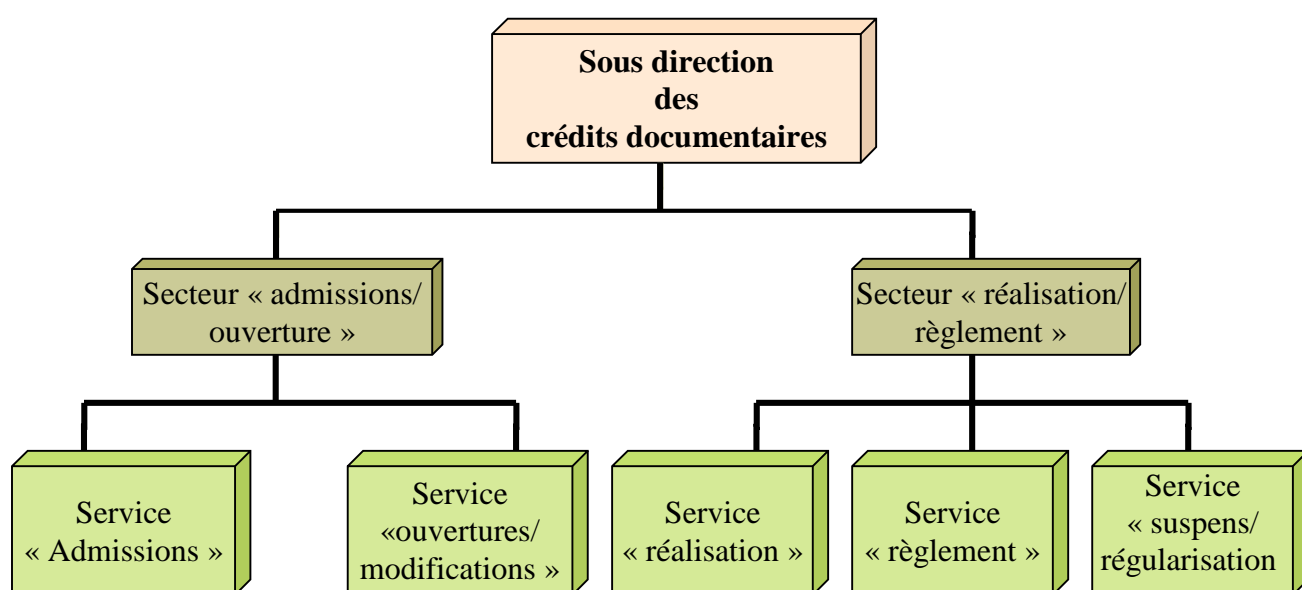 Sous direction
des
crédits documentaires
Secteur « admissions/
ouverture »
Secteur « réalisation/
règlement »
Service
« Admissions »
Service
«ouvertures/
modifications »
Service
« réalisation »
Service
« règlement »
Service
« suspens/
régularisation